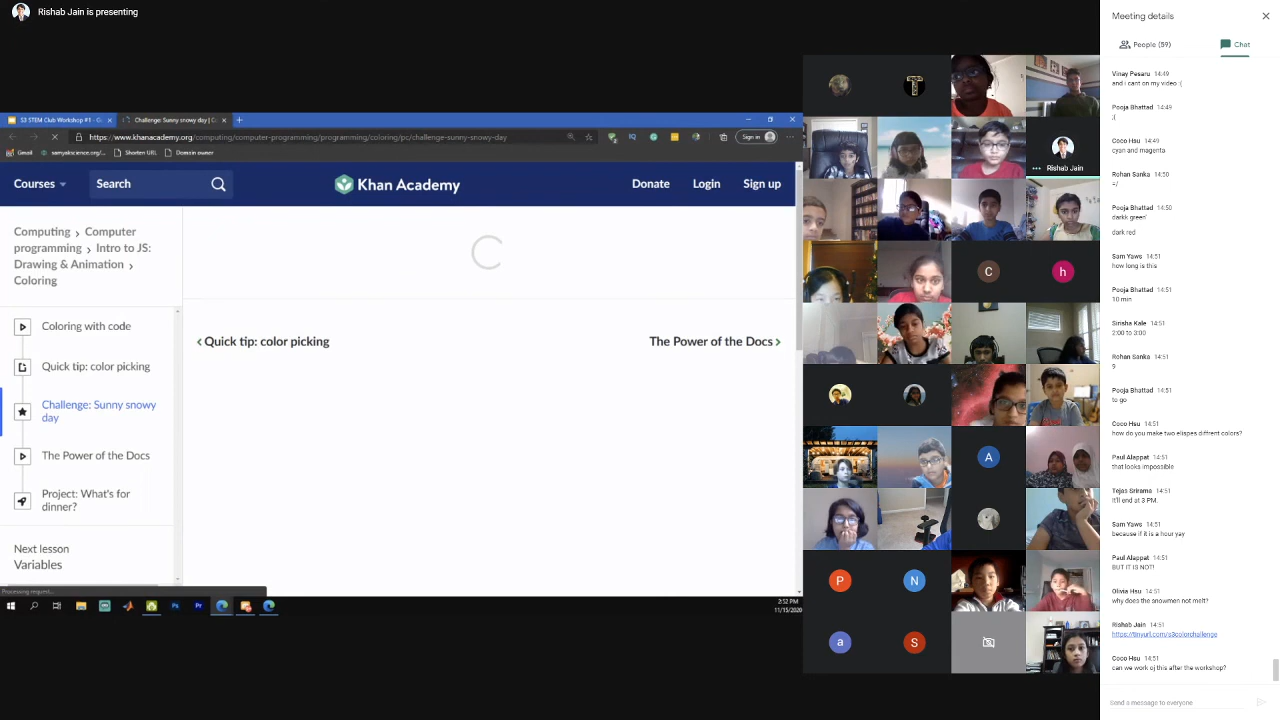 Rishab Jain is presenting
S3 STEM Club Workshop #1 - G
Challenge: Sunny snowy day | C
https://www.khanacademy.org/computing/computer-programming/programming/coloring/pc/challenge-sunny-snowy-day
Sign in
Gmail
samyakscience.org/...
Shorten URL
Domain owner
Courses
Search
Khan Academy
Donate
Login
Sign up
Computing > Computer
programming > Intro to JS:
Drawing & Animation >
Coloring
Coloring with code
Quick tip: color picking
Challenge: Sunny snowy
day
The Power of the Docs
Project: What's for
dinner?
Next lesson
Variables
Quick tip: color picking
The Power of the Docs
Processing request...
2:52 PM
11/15/2020
T
Rishab Jain
C
h
A
P
N
a
S
Meeting details
People (59)
Chat
Vinay Pesaru 14:49
and i cant on my video :(
Pooja Bhattad 14:49
;(
Coco Hsu 14:49
cyan and magenta
Rohan Sanka 14:50
=/
Pooja Bhattad 14:50
darkk green'
dark red
Sam Yaws 14:51
how long is this
Pooja Bhattad 14:51
10 min
Sirisha Kale 14:51
2:00 to 3:00
Rohan Sanka 14:51
9
Pooja Bhattad 14:51
to go
Coco Hsu 14:51
how do you make two elispes diffrent colors?
Paul Alappat 14:51
that looks impossible
Tejas Srirama 14:51
It'll end at 3 PM.
Sam Yaws 14:51
because if it is a hour yay
Paul Alappat 14:51
BUT IT IS NOT!
Olivia Hsu 14:51
why does the snowmen not melt?
Rishab Jain 14:51
https://tinyurl.com/s3colorchallenge
Coco Hsu 14:51
can we work oj this after the workshop?
Send a message to everyone